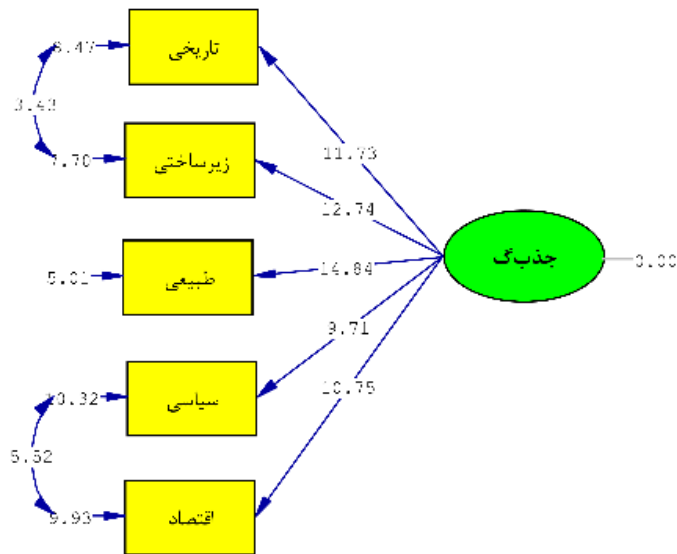 8.47
تاریخی
3.43
11.73
7.70
زیرساختی
12.74
جذب‌گ
0.00
5.01
طبیعی
14.84
9.71
10.32
سیاسی
10.75
5.52
9.93
اقتصاد